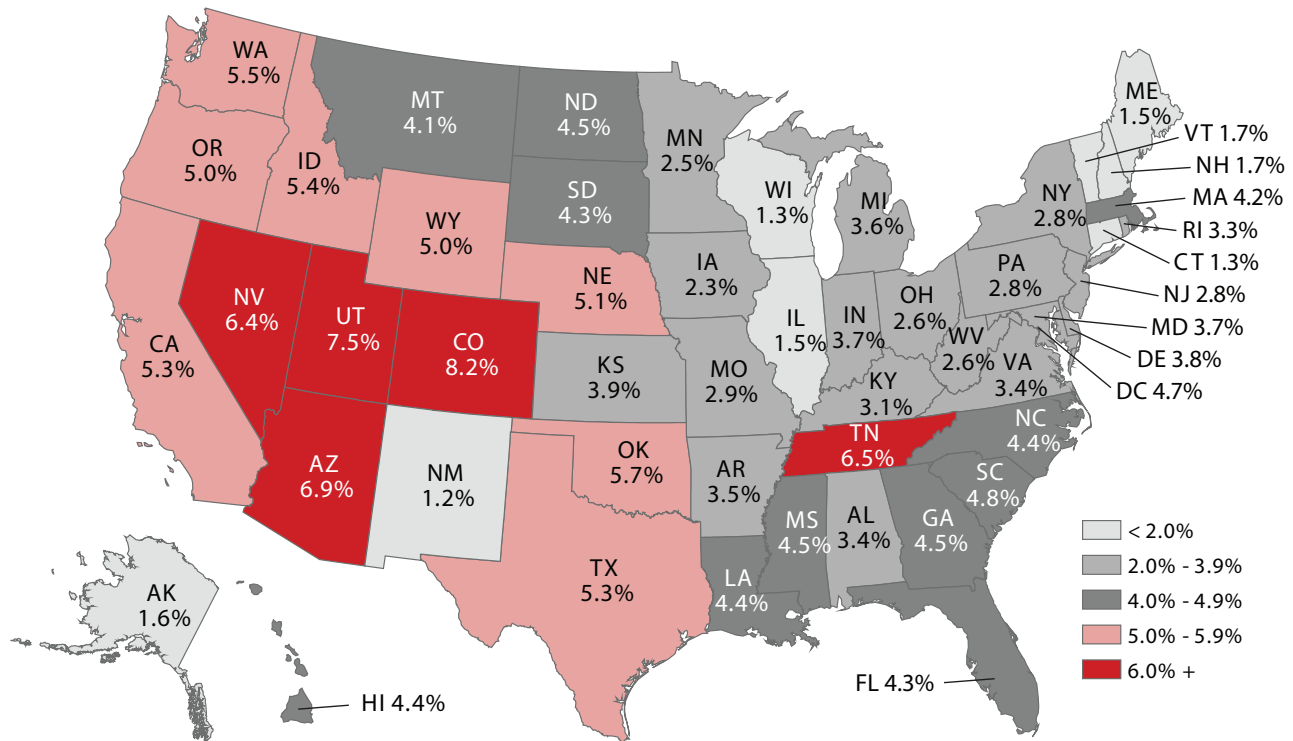 WA
5.5%
OR
5.0%
ID
5.4%
MT
4.1%
ND
4.5%
MN
2.5%
SD
4.3%
WY
5.0%
WI
1.3%
MI
3.6%
ME
1.5%
VT 1.7%
NH 1.7%
MA 4.2%
RI 3.3%
CT 1.3%
NJ 2.8%
MD 3.7%
DE 3.8%
DC 4.7%
NY
2.8%
PA
2.8%
IA
2.3%
NE
5.1%
NV
6.4%
UT
7.5%
CO
8.2%
CA
5.3%
KS
3.9%
MO
2.9%
IL
1.5%
IN
3.7%
OH
2.6%
WV
2.6%
VA
3.4%
KY
3.1%
NC
4.4%
TN
6.5%
SC
4.8%
AZ
6.9%
NM
1.2%
OK
5.7%
AR
3.5%
MS
4.5%
AL
3.4%
GA
4.5%
TX
5.3%
LA
4.4%
FL 4.3%
AK
1.6%
HI 4.4%
< 2.0%
2.0% - 3.9%
4.0% - 4.9%
5.0% - 5.9%
6.0% +